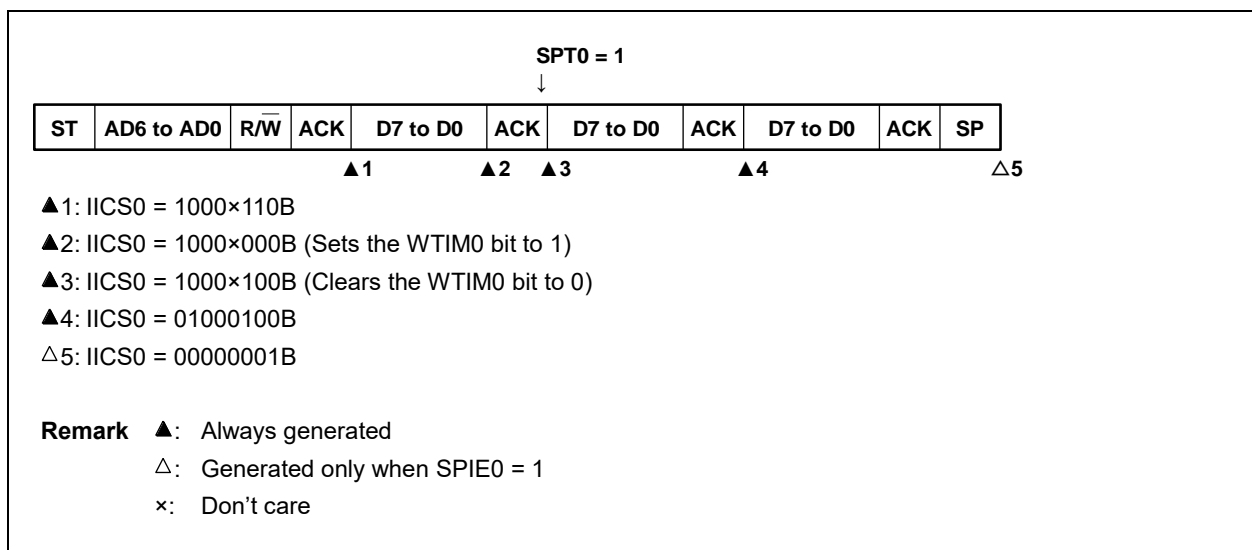 SPT0 = 1
↓
ST AD6 to AD0 R/W̅ ACK D7 to D0 ACK D7 to D0 ACK D7 to D0 ACK SP
▲1 ▲2 ▲3 ▲4 △5
▲1: IICS0 = 1000×110B
▲2: IICS0 = 1000×000B (Sets the WTIM0 bit to 1)
▲3: IICS0 = 1000×100B (Clears the WTIM0 bit to 0)
▲4: IICS0 = 01000100B
△5: IICS0 = 00000001B
Remark ▲: Always generated
△: Generated only when SPIE0 = 1
×: Don’t care